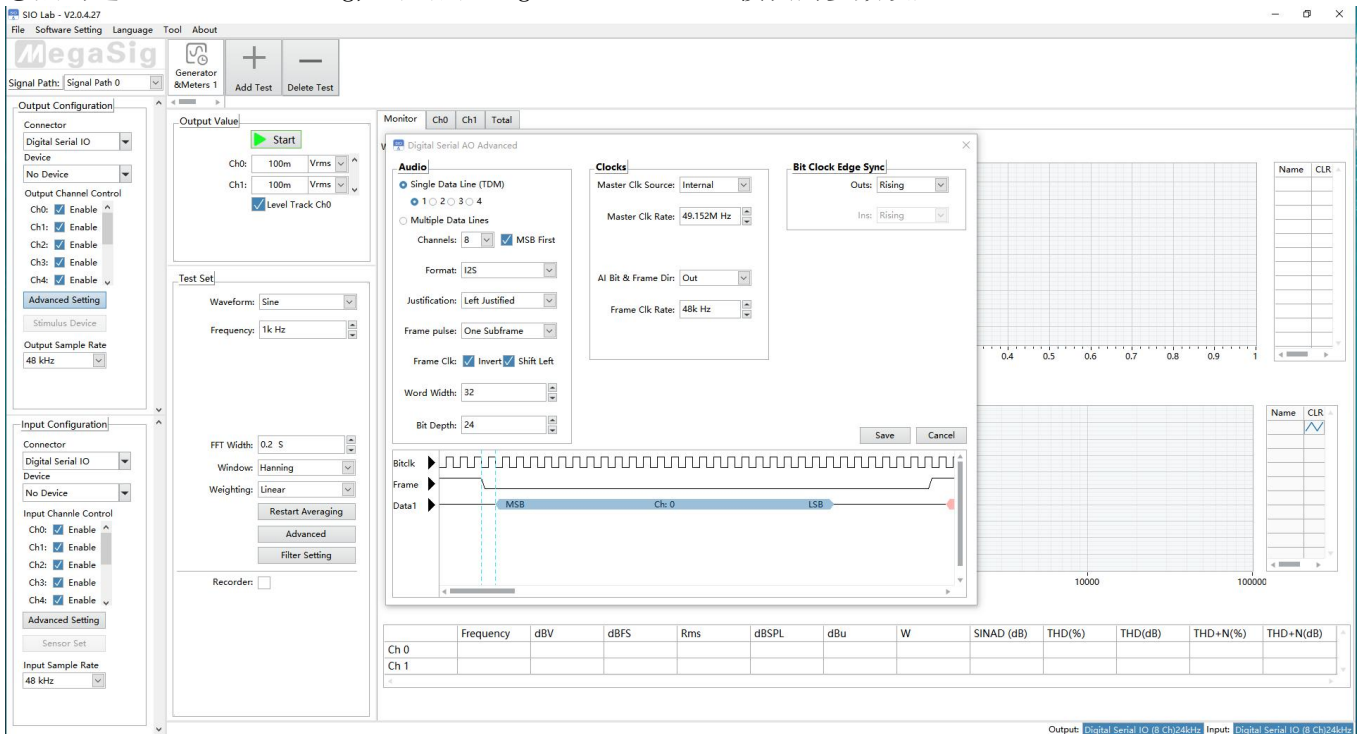 SIO Lab - V2.0.4.27
File Software Setting Language Tool About
MegaSig
Signal Path: Signal Path 0
Generator
&Meters 1
Add Test
Delete Test
Output Configuration
Connector
Digital Serial IO
Device
No Device
Output Channel Control
Ch0: Enable
Ch1: Enable
Ch2: Enable
Ch3: Enable
Ch4: Enable
Advanced Setting
Stimulus Device
Output Sample Rate
48 kHz
Input Configuration
Connector
Digital Serial IO
Device
No Device
Input Channle Control
Ch0: Enable
Ch1: Enable
Ch2: Enable
Ch3: Enable
Ch4: Enable
Advanced Setting
Sensor Set
Input Sample Rate
48 kHz
Output Value
Start
Ch0: 100m Vrms
Ch1: 100m Vrms
Level Track Ch0
Test Set
Waveform: Sine
Frequency: 1k Hz
FFT Width: 0.2 S
Window: Hanning
Weighting: Linear
Restart Averaging
Advanced
Filter Setting
Recorder:
Monitor Ch0 Ch1 Total
Digital Serial AO Advanced
Audio
Single Data Line (TDM)
1 2 3 4
Multiple Data Lines
Channels: 8 MSB First
Format: I2S
Justification: Left Justified
Frame pulse: One Subframe
Frame Clk: Invert Shift Left
Word Width: 32
Bit Depth: 24
Clocks
Master Clk Source: Internal
Master Clk Rate: 49.152M Hz
AI Bit & Frame Dir: Out
Frame Clk Rate: 48k Hz
Bit Clock Edge Sync
Outs: Rising
Ins: Rising
Save Cancel
Bitclk
Frame
Data1 MSB Ch: 0 LSB
Name CLR
0.4 0.5 0.6 0.7 0.8 0.9 1
Name CLR
10000 100000
Frequency dBV dBFS Rms dBSPL dBu W SINAD (dB) THD(%) THD(dB) THD+N(%) THD+N(dB)
Ch 0
Ch 1
Output: Digital Serial IO (8 Ch)24kHz Input: Digital Serial IO (8 Ch)24kHz